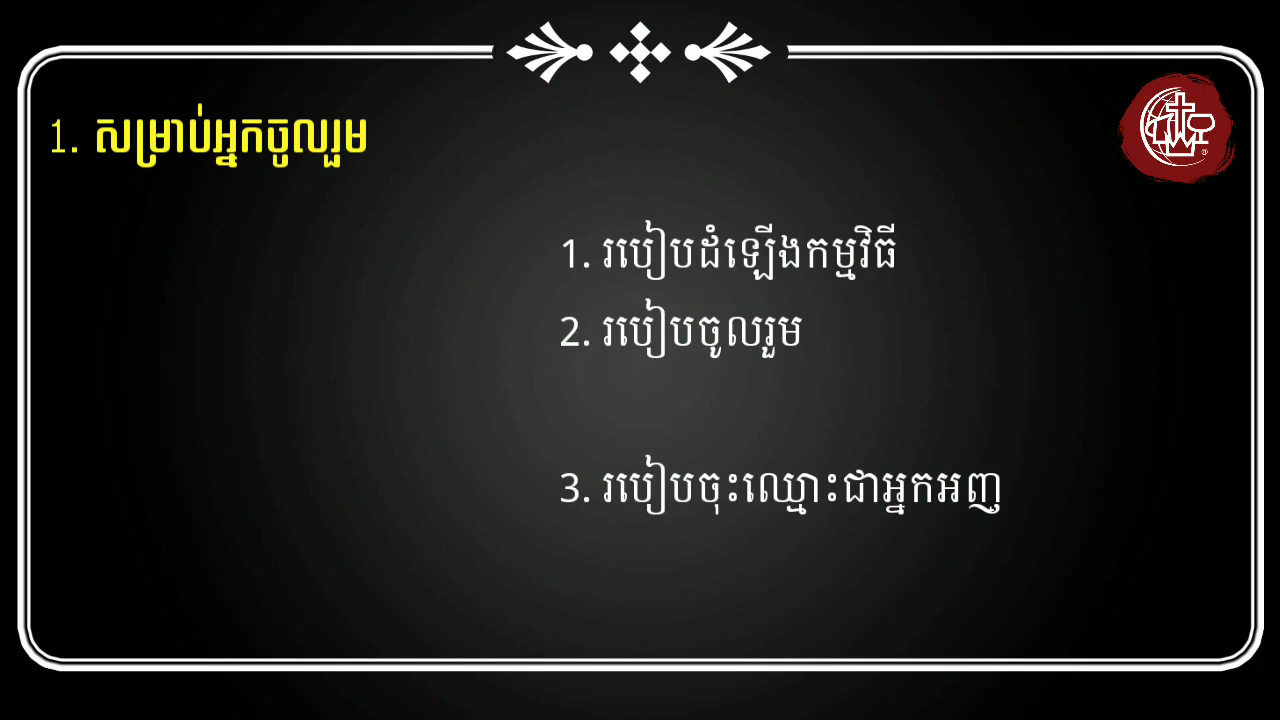 1. សម្រាប់អ្នកចូលរួម
1. របៀបដំឡើងកម្មវិធី
2. របៀបចូលរួម
3. របៀបចុះឈ្មោះជាអ្នកអញ